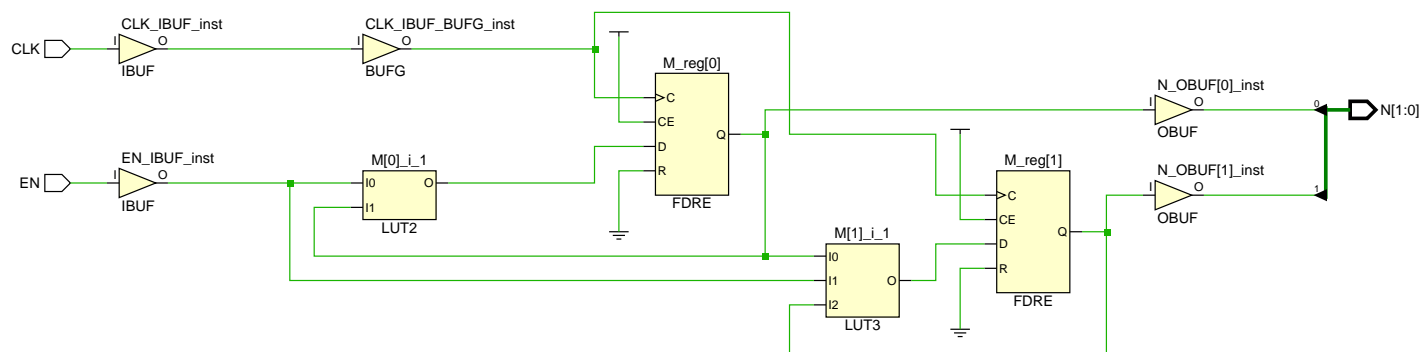 CLK
CLK_IBUF_inst
I
O
IBUF
CLK_IBUF_BUFG_inst
I
O
BUFG
M_reg[0]
C
CE
D
R
Q
FDRE
N_OBUF[0]_inst
I
O
OBUF
0
N[1:0]
EN
EN_IBUF_inst
I
O
IBUF
M[0]_i_1
I0
I1
O
LUT2
M_reg[1]
C
CE
D
R
Q
FDRE
N_OBUF[1]_inst
I
O
OBUF
1
M[1]_i_1
I0
I1
I2
O
LUT3